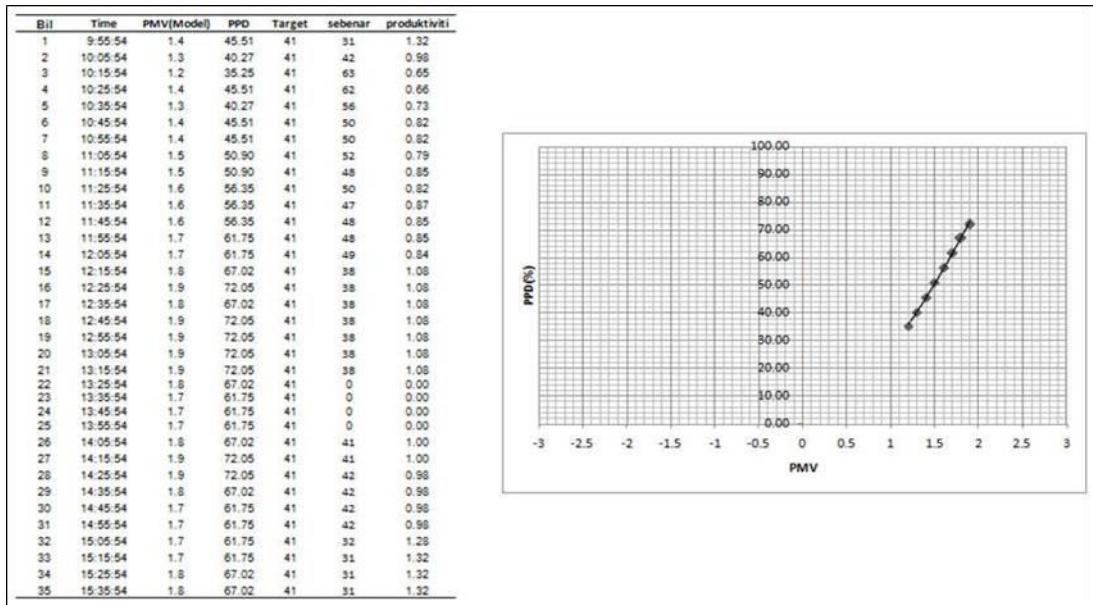 Bil Time PMV(Model) PPD Target sebenar produktiviti
1 9:55:54 1.4 45.51 41 31 1.32
2 10:05:54 1.3 40.27 41 42 0.98
3 10:15:54 1.2 35.25 41 63 0.65
4 10:25:54 1.4 45.51 41 62 0.66
5 10:35:54 1.3 40.27 41 56 0.73
6 10:45:54 1.4 45.51 41 50 0.82
7 10:55:54 1.4 45.51 41 50 0.82
8 11:05:54 1.5 50.90 41 52 0.79
9 11:15:54 1.5 50.90 41 48 0.85
10 11:25:54 1.6 56.35 41 50 0.82
11 11:35:54 1.6 56.35 41 47 0.87
12 11:45:54 1.6 56.35 41 48 0.85
13 11:55:54 1.7 61.75 41 48 0.85
14 12:05:54 1.7 61.75 41 49 0.84
15 12:15:54 1.8 67.02 41 38 1.08
16 12:25:54 1.9 72.05 41 38 1.08
17 12:35:54 1.8 67.02 41 38 1.08
18 12:45:54 1.9 72.05 41 38 1.08
19 12:55:54 1.9 72.05 41 38 1.08
20 13:05:54 1.9 72.05 41 38 1.08
21 13:15:54 1.9 72.05 41 38 1.08
22 13:25:54 1.8 67.02 41 0 0.00
23 13:35:54 1.7 61.75 41 0 0.00
24 13:45:54 1.7 61.75 41 0 0.00
25 13:55:54 1.7 61.75 41 0 0.00
26 14:05:54 1.8 67.02 41 41 1.00
27 14:15:54 1.9 72.05 41 41 1.00
28 14:25:54 1.9 72.05 41 42 0.98
29 14:35:54 1.8 67.02 41 42 0.98
30 14:45:54 1.7 61.75 41 42 0.98
31 14:55:54 1.7 61.75 41 42 0.98
32 15:05:54 1.7 61.75 41 32 1.28
33 15:15:54 1.7 61.75 41 31 1.32
34 15:25:54 1.8 67.02 41 31 1.32
35 15:35:54 1.8 67.02 41 31 1.32
100.00
90.00
80.00
70.00
60.00
50.00
40.00
30.00
20.00
10.00
0.00
PPD(%)
-3 -2.5 -2 -1.5 -1 -0.5 0 0.5 1 1.5 2 2.5 3
PMV